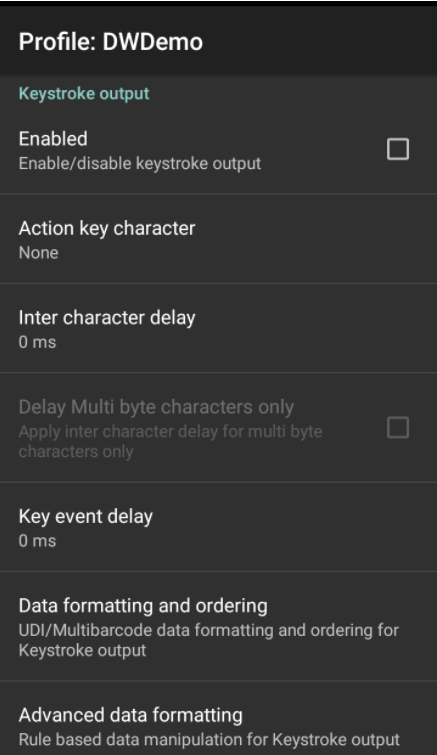 Profile: DWDemo
Keystroke output
Enabled
Enable/disable keystroke output
Action key character
None
Inter character delay
0 ms
Delay Multi byte characters only
Apply inter character delay for multi byte
characters only
Key event delay
0 ms
Data formatting and ordering
UDI/Multibarcode data formatting and ordering for
Keystroke output
Advanced data formatting
Rule based data manipulation for Keystroke output